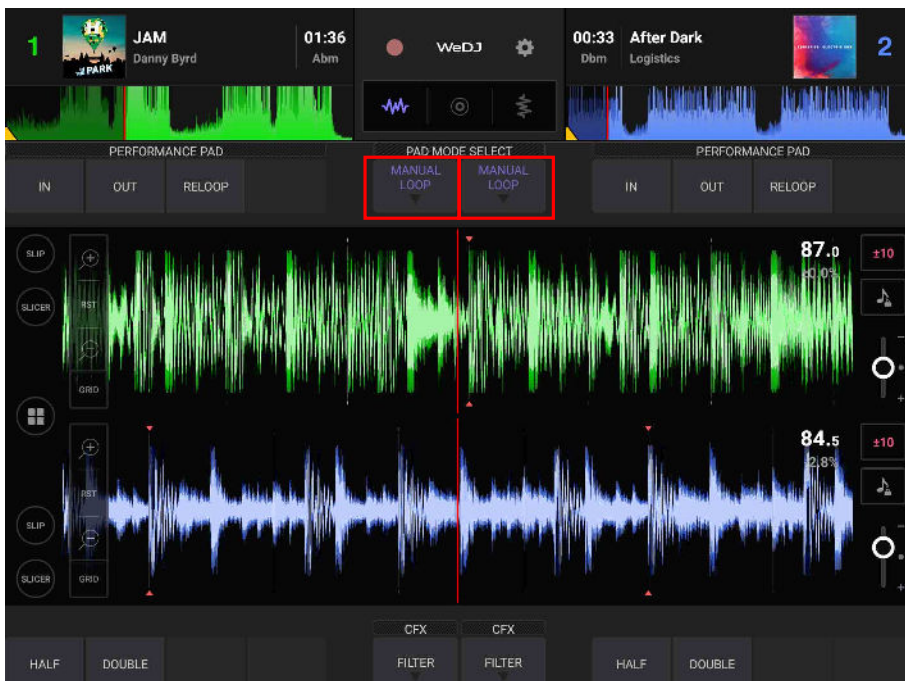 1
PARK
JAM
Danny Byrd
01:36
Abm
WeDJ
00:33
Dbm
After Dark
Logistics
2
PERFORMANCE PAD
PAD MODE SELECT
PERFORMANCE PAD
IN
OUT
RELOOP
MANUAL
LOOP
MANUAL
LOOP
IN
OUT
RELOOP
SLIP
SLICER
RST
GRID
87.0
±0.0%
±10
RST
SLIP
SLICER
GRID
84.5
±10
CFX
CFX
HALF
DOUBLE
FILTER
FILTER
HALF
DOUBLE